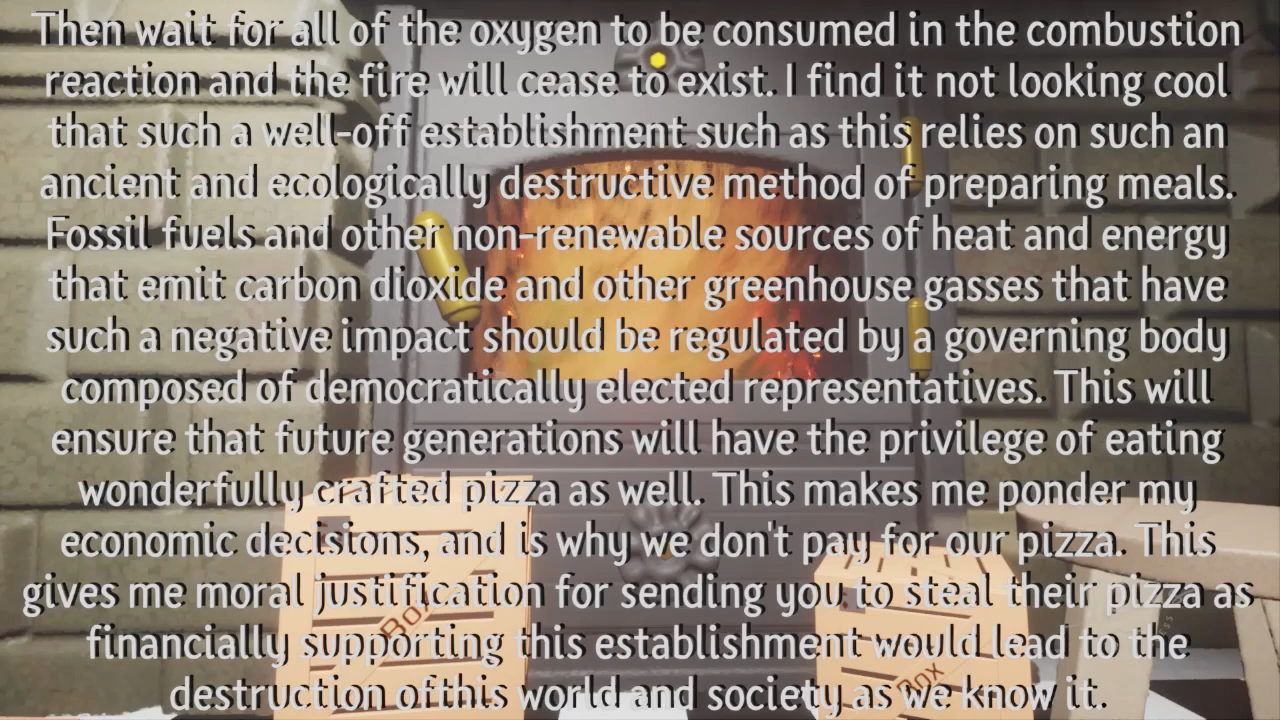 Then wait for all of the oxygen to be consumed in the combustion
reaction and the fire will cease to exist. I find it not looking cool
that such a well-off establishment such as this relies on such an
ancient and ecologically destructive method of preparing meals.
Fossil fuels and other non-renewable sources of heat and energy
that emit carbon dioxide and other greenhouse gasses that have
such a negative impact should be regulated by a governing body
composed of democratically elected representatives. This will
ensure that future generations will have the privilege of eating
wonderfully crafted pizza as well. This makes me ponder my
economic decisions, and is why we don't pay for our pizza. This
gives me moral justification for sending you to steal their pizza as
financially supporting this establishment would lead to the
destruction ofthis world and society as we know it.
BOX
BOX